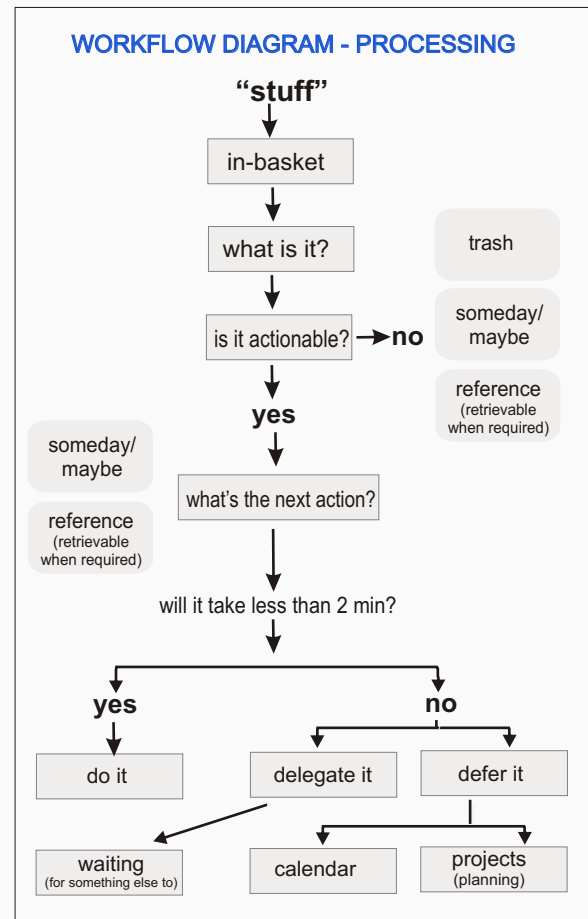 WORKFLOW DIAGRAM - PROCESSING
“stuff”
in-basket
what is it?
trash
is it actionable?
no
someday/
maybe
reference
(retrievable
when required)
yes
someday/
maybe
reference
(retrievable
when required)
what’s the next action?
will it take less than 2 min?
yes
no
do it
delegate it
defer it
waiting
(for something else to)
calendar
projects
(planning)